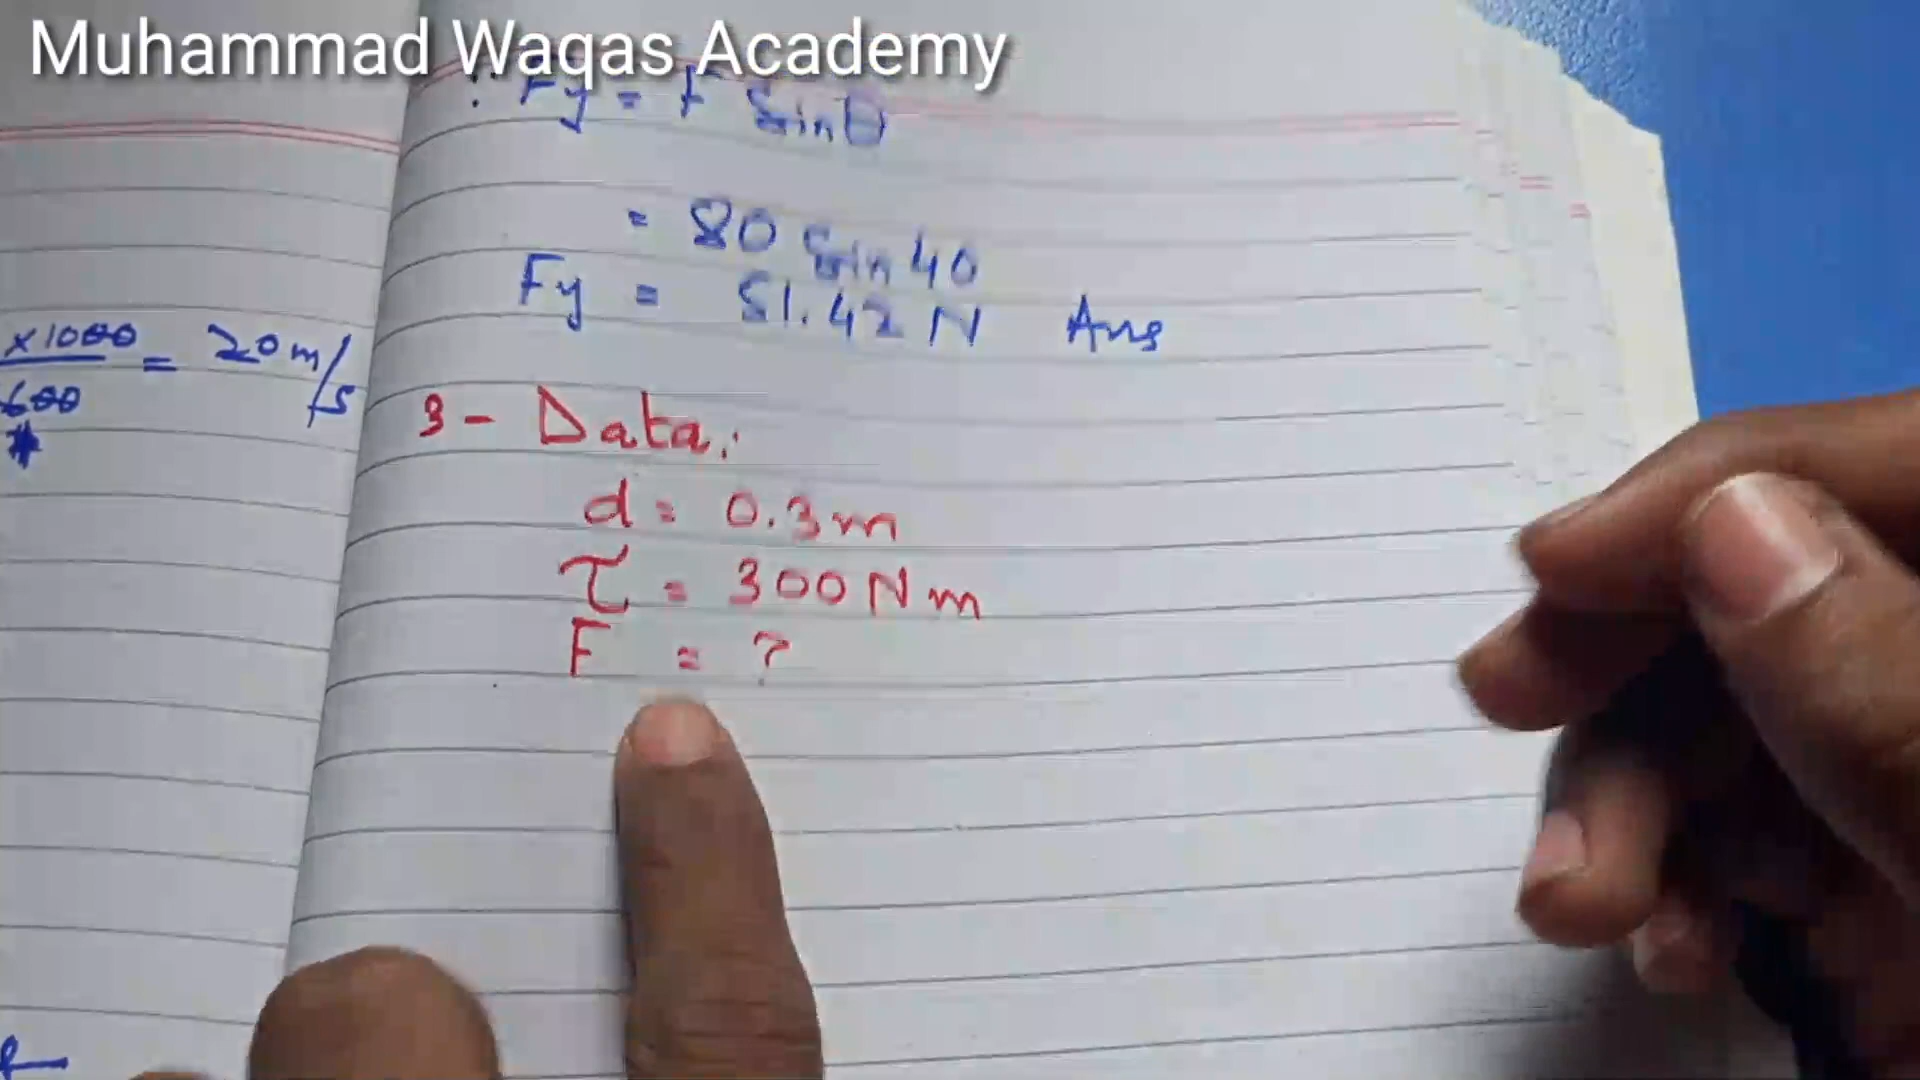 Muhammad Waqas Academy
∵ Fy = F Sinθ
= 80 Sin 40
Fy = 51.42 N Ans
x1000 = 20 m/s
600
3- Data:
d = 0.3m
τ = 300 Nm
F = ?